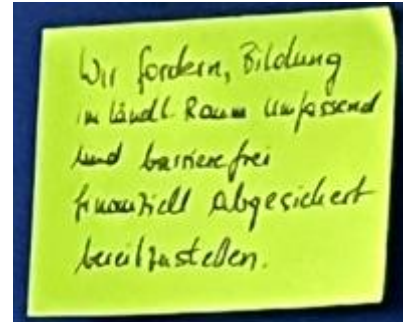 Wir fordern, Bildung
im ländl. Raum umfassend
und barrierefrei
finanziell abgesichert
bereitzustellen.